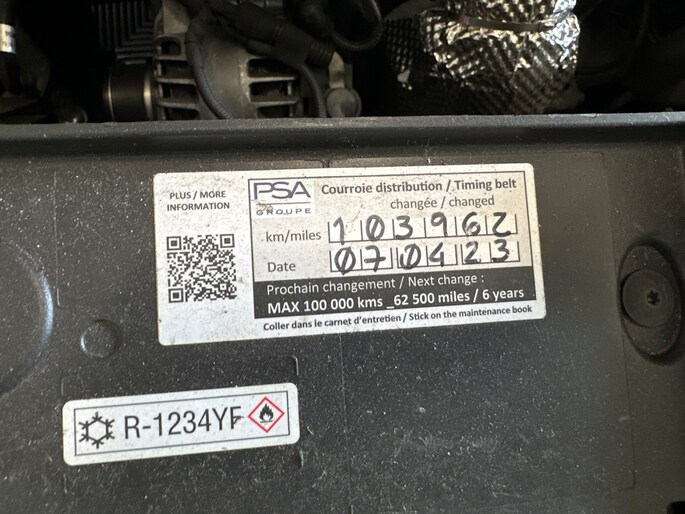 PLUS / MORE
INFORMATION
PSA
GROUPE
Courroie distribution / Timing belt
changée / changed
km/miles 103962
Date 070423
Prochain changement / Next change :
MAX 100 000 kms _62 500 miles / 6 years
Coller dans le carnet d'entretien / Stick on the maintenance book
R-1234YF